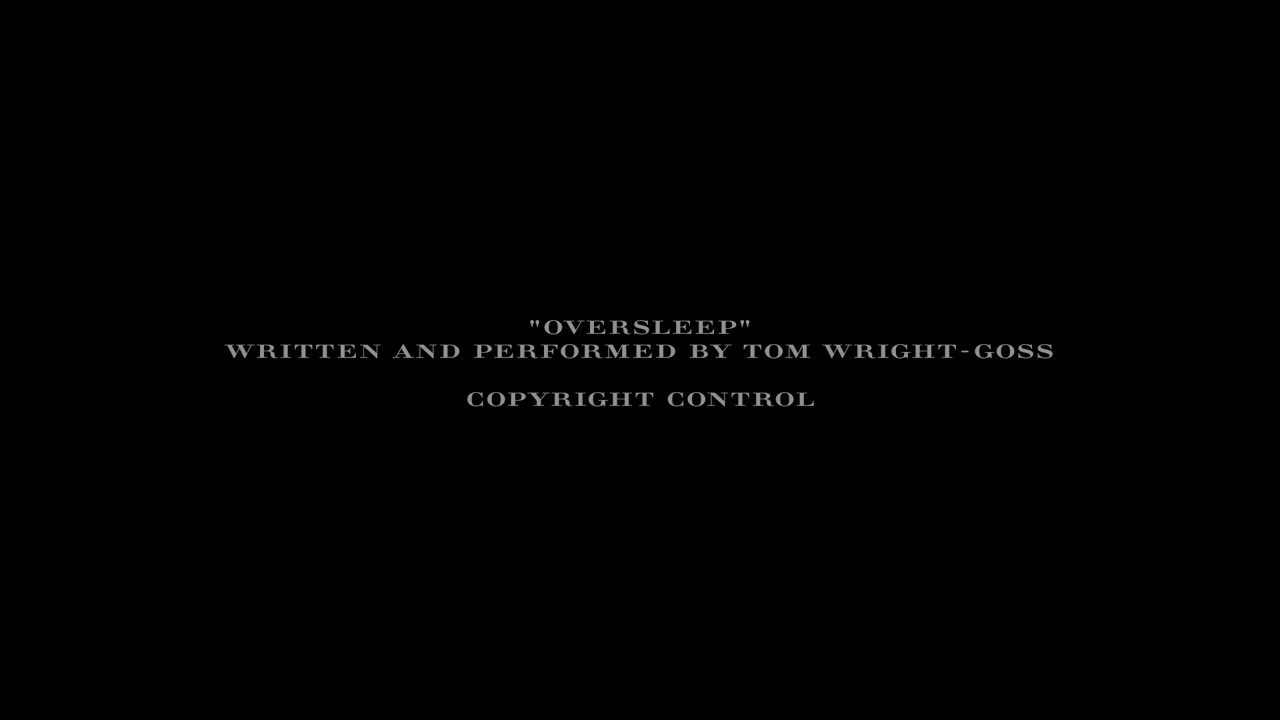 "OVERSLEEP"
WRITTEN AND PERFORMED BY TOM WRIGHT-GOSS
COPYRIGHT CONTROL